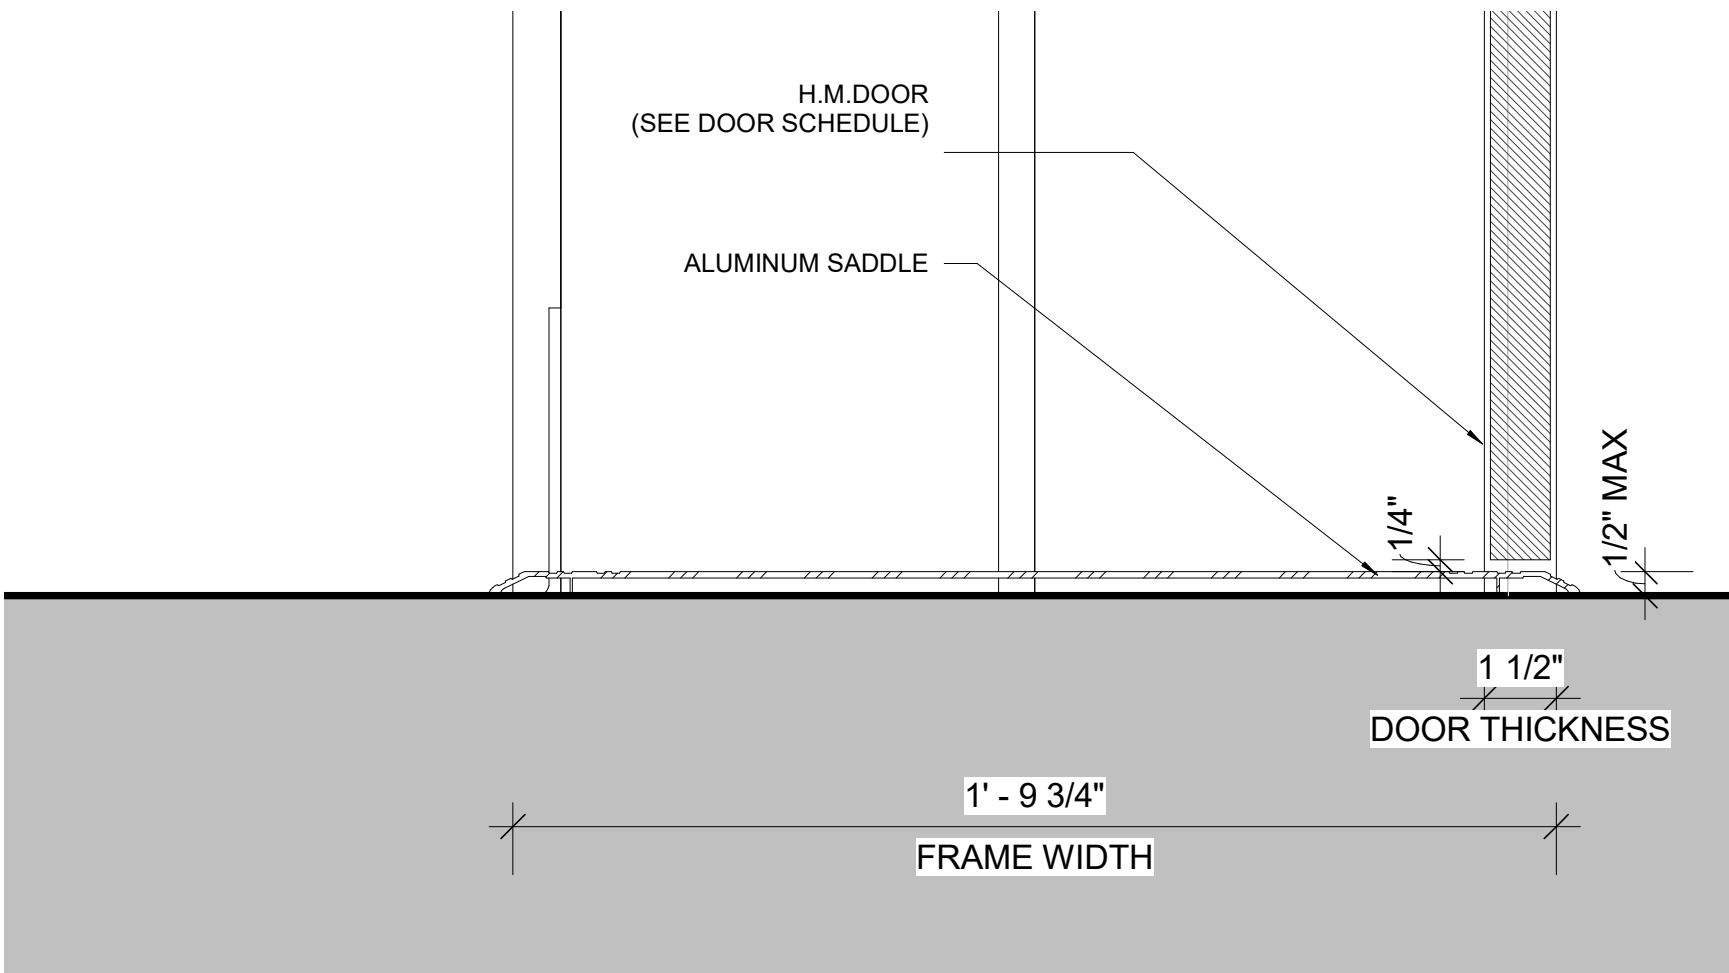 H.M.DOOR
(SEE DOOR SCHEDULE)
ALUMINUM SADDLE
1/4"
1/2" MAX
1 1/2"
DOOR THICKNESS
1' - 9 3/4"
FRAME WIDTH